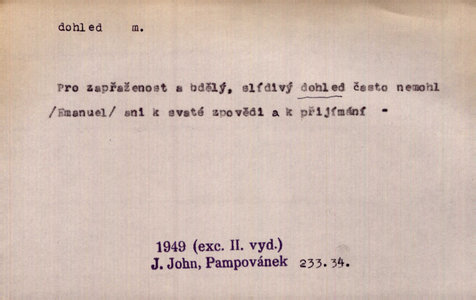 dohled m.
Pro zapřaženost a bdělý, slídivý dohled často nemohl
/Emanuel/ ani k svaté zpovědi a k přijímání -
1949 (exc. II. vyd.)
J. John, Pampovánek 233.34.